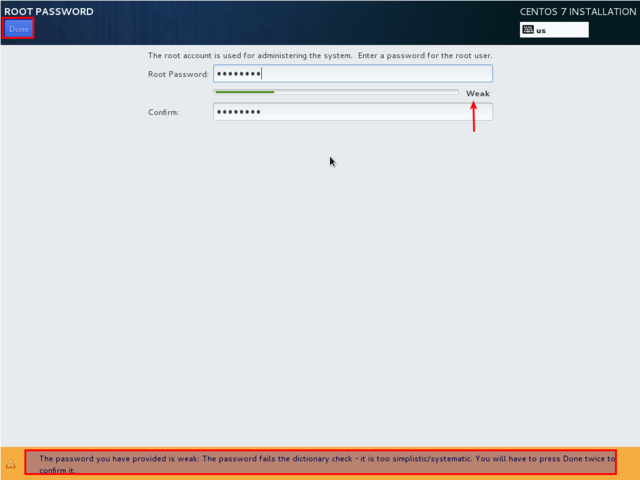 ROOT PASSWORD
CENTOS 7 INSTALLATION
Done
us
The root account is used for administering the system. Enter a password for the root user.
Root Password: ••••••••
Weak
Confirm: ••••••••
The password you have provided is weak: The password fails the dictionary check - it is too simplistic/systematic. You will have to press Done twice to
confirm it.